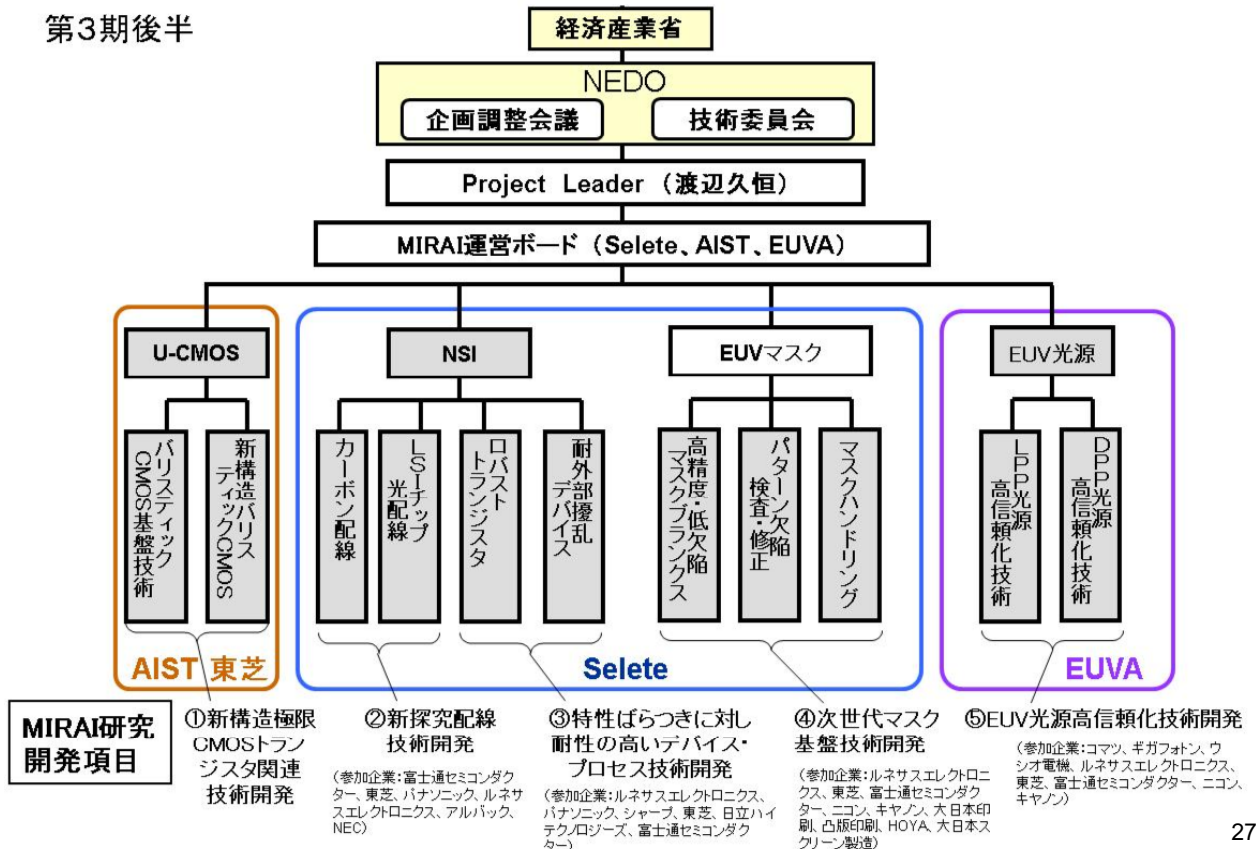 第3期後半
経済産業省
NEDO
企画調整会議
技術委員会
Project Leader (渡辺久恒)
MIRAI運営ボード (Selete、AIST、EUVA)
U-CMOS
NSI
EUVマスク
EUV光源
バリスティック
CMOS基盤技術
新構造バリス
ティックCMOS
カーボン配線
LSIチップ
光配線
ロバスト
トランジスタ
耐外部擾乱
デバイス
高精度・低欠陥
マスクブランクス
パターン欠陥
検査・修正
マスクハンドリング
LPP光源
高信頼化技術
DPP光源
高信頼化技術
AIST 東芝
Selete
EUVA
MIRAI研究
開発項目
①新構造極限
CMOSトラン
ジスタ関連
技術開発
②新探究配線
技術開発
(参加企業:富士通セミコンダク
ター、東芝、パナソニック、ルネサ
スエレクトロニクス、アルバック、
NEC)
③特性ばらつきに対し
耐性の高いデバイス・
プロセス技術開発
(参加企業:ルネサスエレクトロニクス、
パナソニック、シャープ、東芝、日立ハイ
テクノロジーズ、富士通セミコンダク
ター)
④次世代マスク
基盤技術開発
(参加企業:ルネサスエレクトロニ
クス、東芝、富士通セミコンダク
ター、ニコン、キヤノン、大日本印
刷、凸版印刷、HOYA、大日本ス
クリーン製造)
⑤EUV光源高信頼化技術開発
(参加企業:コマツ、ギガフォトン、ウ
シオ電機、ルネサスエレクトロニクス、
東芝、富士通セミコンダクター、ニコン、
キヤノン)
27